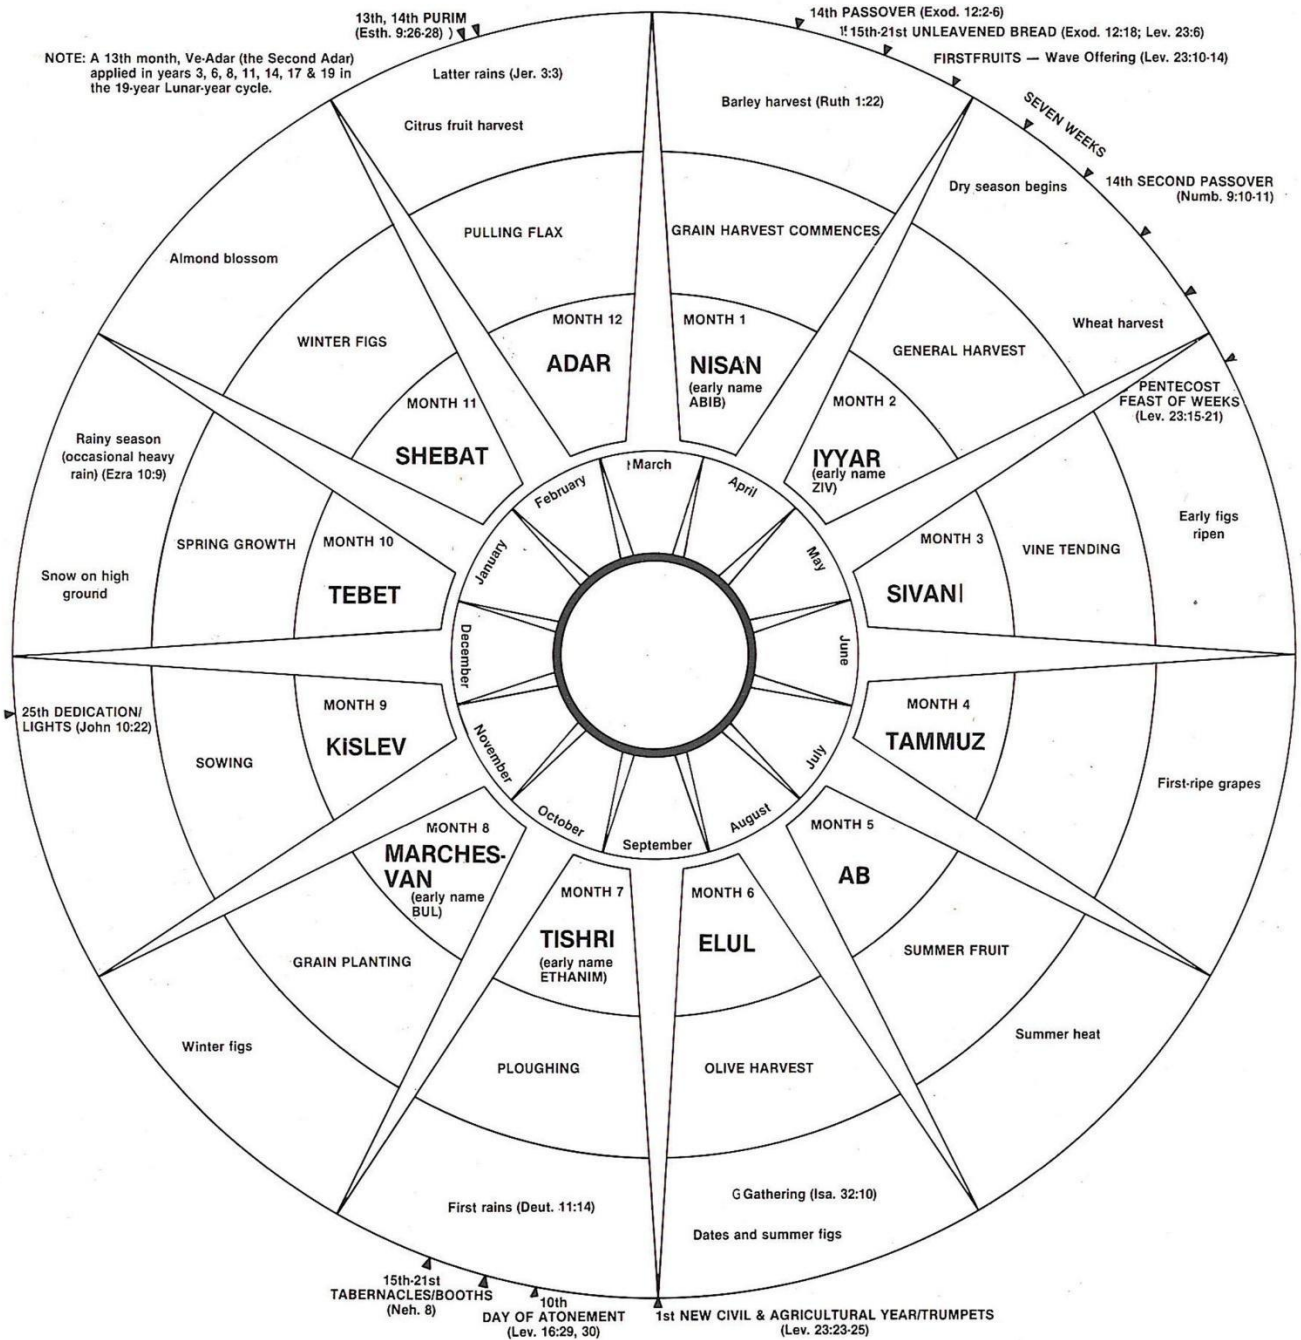 13th, 14th PURIM
(Esth. 9:26-28) )
NOTE: A 13th month, Ve-Adar (the Second Adar)
applied in years 3, 6, 8, 11, 14, 17 & 19 in
the 19-year Lunar-year cycle.
14th PASSOVER (Exod. 12:2-6)
15th-21st UNLEAVENED BREAD (Exod. 12:18; Lev. 23:6)
FIRSTFRUITS — Wave Offering (Lev. 23:10-14)
SEVEN WEEKS
14th SECOND PASSOVER
(Numb. 9:10-11)
PENTECOST
FEAST OF WEEKS
(Lev. 23:15-21)
Latter rains (Jer. 3:3)
Citrus fruit harvest
PULLING FLAX
MONTH 12
ADAR
Barley harvest (Ruth 1:22)
GRAIN HARVEST COMMENCES
MONTH 1
NISAN
(early name
ABIB)
Dry season begins
Wheat harvest
GENERAL HARVEST
MONTH 2
IYYAR
(early name
ZIV)
Early figs
ripen
VINE TENDING
MONTH 3
SIVAN
First-ripe grapes
MONTH 4
TAMMUZ
MONTH 5
AB
SUMMER FRUIT
Summer heat
MONTH 6
ELUL
OLIVE HARVEST
GGathering (Isa. 32:10)
Dates and summer figs
MONTH 7
TISHRI
(early name
ETHANIM)
PLOUGHING
First rains (Deut. 11:14)
MONTH 8
MARCHES-
VAN
(early name
BUL)
GRAIN PLANTING
Winter figs
MONTH 9
KISLEV
SOWING
25th DEDICATION/
LIGHTS (John 10:22)
MONTH 10
TEBET
SPRING GROWTH
Rainy season
(occasional heavy
rain) (Ezra 10:9)
Snow on high
ground
MONTH 11
SHEBAT
WINTER FIGS
Almond blossom
March
April
May
June
July
August
September
October
November
December
January
February
15th-21st
TABERNACLES/BOOTHS
(Neh. 8)
10th
DAY OF ATONEMENT
(Lev. 16:29, 30)
1st NEW CIVIL & AGRICULTURAL YEAR/TRUMPETS
(Lev. 23:23-25)